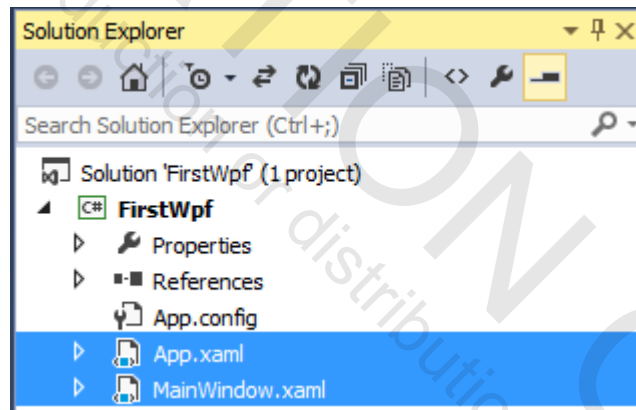 Solution Explorer
Search Solution Explorer (Ctrl+;)
Solution 'FirstWpf' (1 project)
C# FirstWpf
Properties
References
App.config
App.xaml
MainWindow.xaml